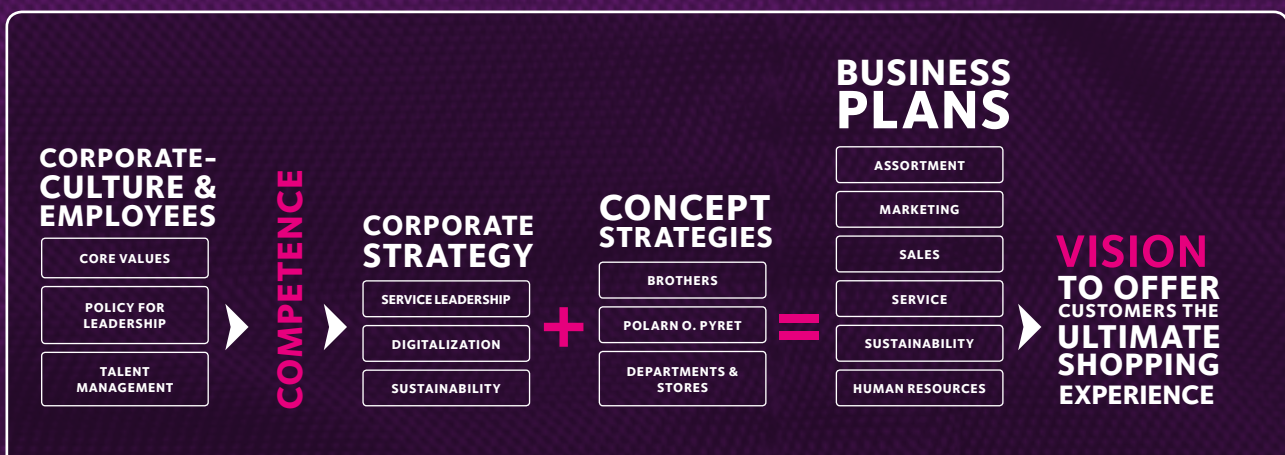 CORPORATE-
CULTURE &
EMPLOYEES
CORE VALUES
POLICY FOR
LEADERSHIP
TALENT
MANAGEMENT
COMPETENCE
CORPORATE
STRATEGY
SERVICE LEADERSHIP
DIGITALIZATION
SUSTAINABILITY
+
CONCEPT
STRATEGIES
BROTHERS
POLARN O. PYRET
DEPARTMENTS &
STORES
=
BUSINESS
PLANS
ASSORTMENT
MARKETING
SALES
SERVICE
SUSTAINABILITY
HUMAN RESOURCES
VISION
TO OFFER
CUSTOMERS THE
ULTIMATE
SHOPPING
EXPERIENCE